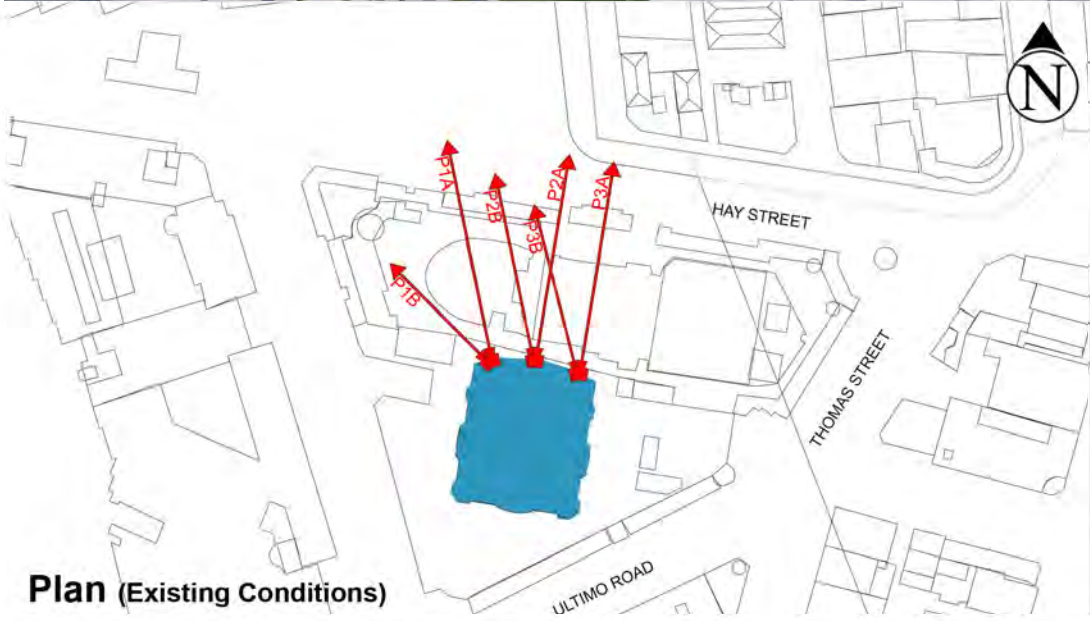 N
P1A
P2B
P2A
P3A
P3B
P1B
HAY STREET
THOMAS STREET
ULTIMO ROAD
Plan (Existing Conditions)